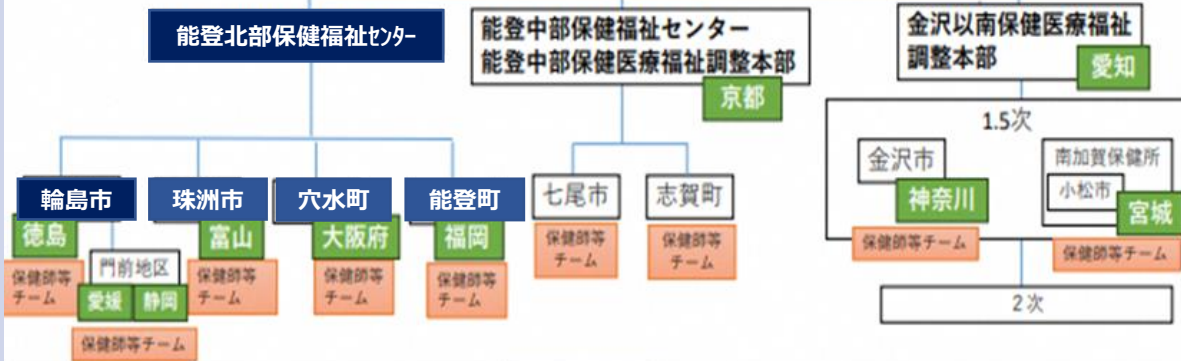 能登北部保健福祉センター
能登中部保健福祉センター
能登中部保健医療福祉調整本部
京都
金沢以南保健医療福祉
調整本部
愛知
輪島市
徳島
保健師等
チーム
門前地区
愛媛
静岡
保健師等チーム
珠洲市
富山
保健師等
チーム
穴水町
大阪府
保健師等
チーム
能登町
福岡
保健師等
チーム
七尾市
保健師等
チーム
志賀町
保健師等
チーム
1.5次
金沢市
神奈川
保健師等チーム
南加賀保健所
小松市
宮城
保健師等チーム
2次